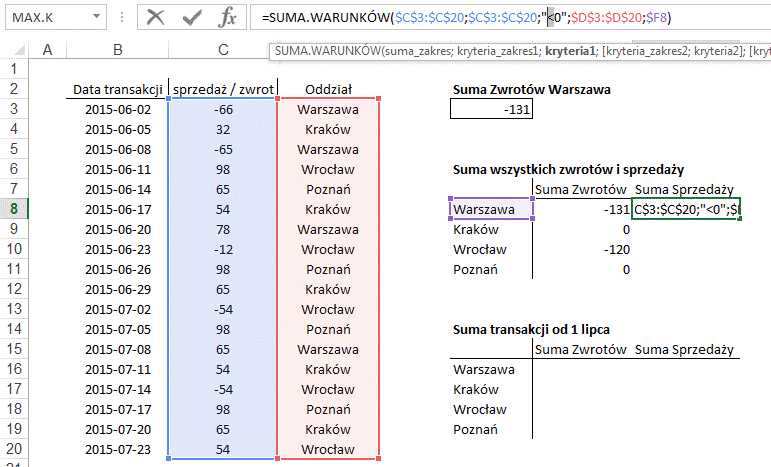 MAX.K fx =SUMA.WARUNKÓW($C$3:$C$20;$C$3:$C$20;"<0";$D$3:$D$20;$F8)
SUMA.WARUNKÓW(suma_zakres; kryteria_zakres1; kryteria1; [kryteria_zakres2; kryteria2]; [kryt
A B C D E F G H
1
2 Data transakcji sprzedaż / zwrot Oddział Suma Zwrotów Warszawa
3 2015-06-02 -66 Warszawa -131
4 2015-06-05 32 Kraków
5 2015-06-08 -65 Warszawa
6 2015-06-11 98 Wrocław Suma wszystkich zwrotów i sprzedaży
7 2015-06-14 65 Poznań Suma Zwrotów Suma Sprzedaży
8 2015-06-17 54 Kraków Warszawa -131 C$3:$C$20;"<0";$
9 2015-06-20 78 Warszawa Kraków 0
10 2015-06-23 -12 Wrocław Wrocław -120
11 2015-06-26 98 Poznań Poznań 0
12 2015-06-29 65 Kraków
13 2015-07-02 -54 Wrocław
14 2015-07-05 98 Poznań Suma transakcji od 1 lipca
15 2015-07-08 65 Warszawa Suma Zwrotów Suma Sprzedaży
16 2015-07-11 54 Kraków Warszawa
17 2015-07-14 -54 Wrocław Kraków
18 2015-07-17 98 Poznań Wrocław
19 2015-07-20 65 Kraków Poznań
20 2015-07-23 54 Wrocław